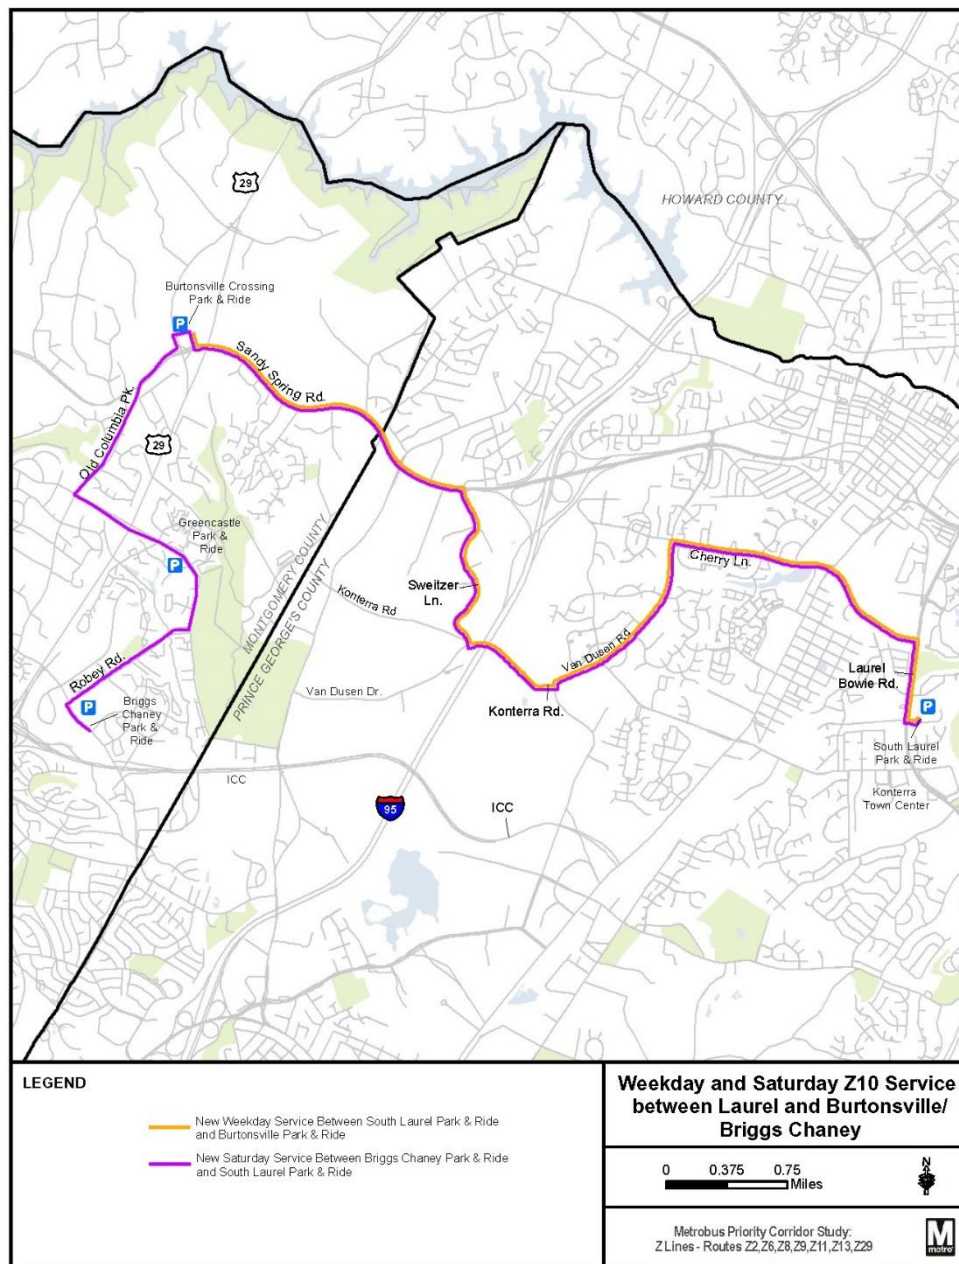 29
HOWARD COUNTY
Burtonsville Crossing
Park & Ride
P
Sandy Spring Rd.
Old Columbia Pk.
29
Greencastle
Park &
Ride
P
MONTGOMERY COUNTY
PRINCE GEORGE'S COUNTY
Konterra Rd
Sweitzer
Ln.
Cherry Ln.
Van Dusen Rd
Robey Rd.
Van Dusen Dr.
Konterra Rd.
Laurel
Bowie Rd.
P
Briggs
Chaney
Park &
Ride
P
South Laurel
Park & Ride
Konterra
Town Center
ICC
95
ICC
LEGEND
New Weekday Service Between South Laurel Park & Ride
and Burtonsville Park & Ride
New Saturday Service Between Briggs Chaney Park & Ride
and South Laurel Park & Ride
Weekday and Saturday Z10 Service
between Laurel and Burtonsville/
Briggs Chaney
0 0.375 0.75
Miles
N
Metrobus Priority Corridor Study:
Z Lines - Routes Z2,Z6,Z8,Z9,Z11,Z13,Z29
M
metro